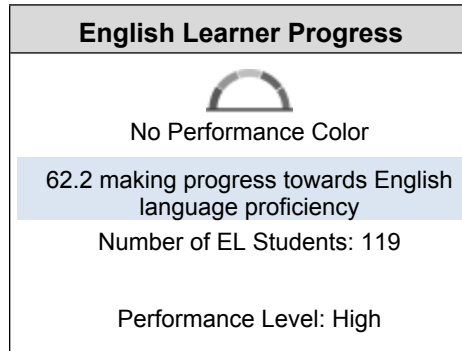 English Learner Progress
No Performance Color
62.2 making progress towards English
language proficiency
Number of EL Students: 119
Performance Level: High